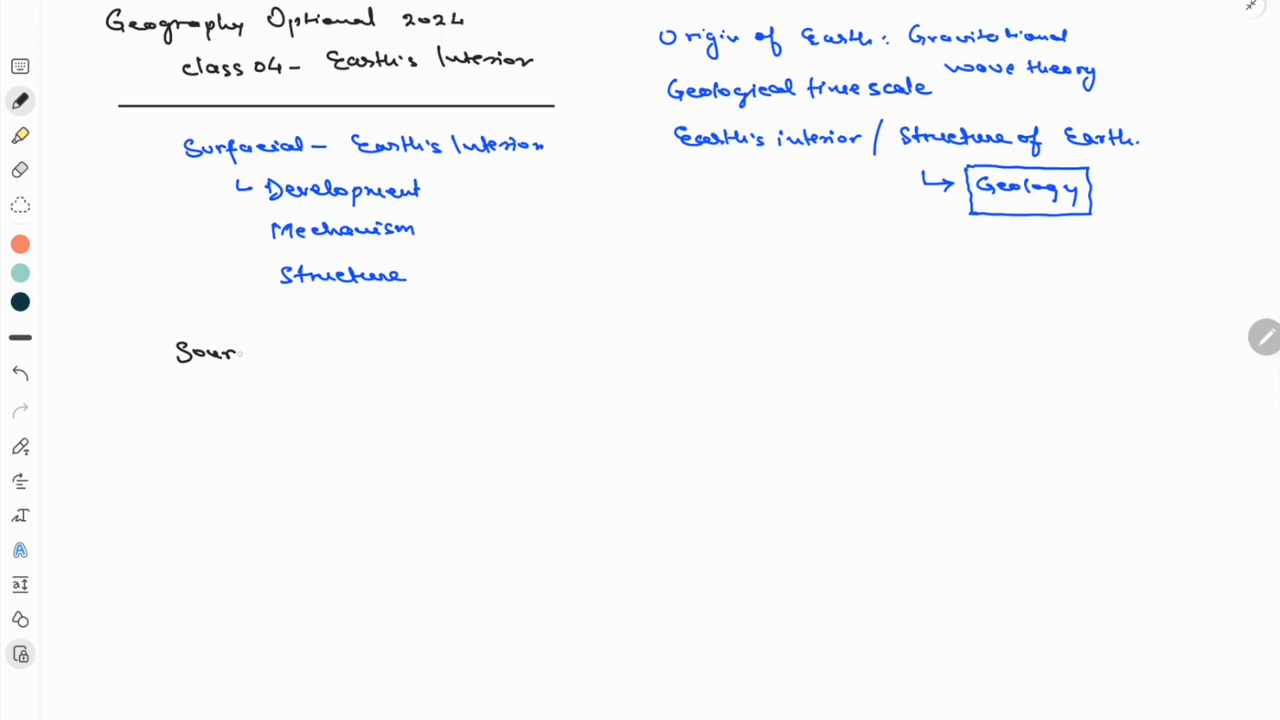 Geography Optional 2024
class 04 - Earth's Interior
Surfacial - Earth's Interior
Development
Mechanism
Structure
Sour
Origin of Earth: Gravitational
wave theory
Geological time scale
Earth's interior / Structure of Earth.
Geology